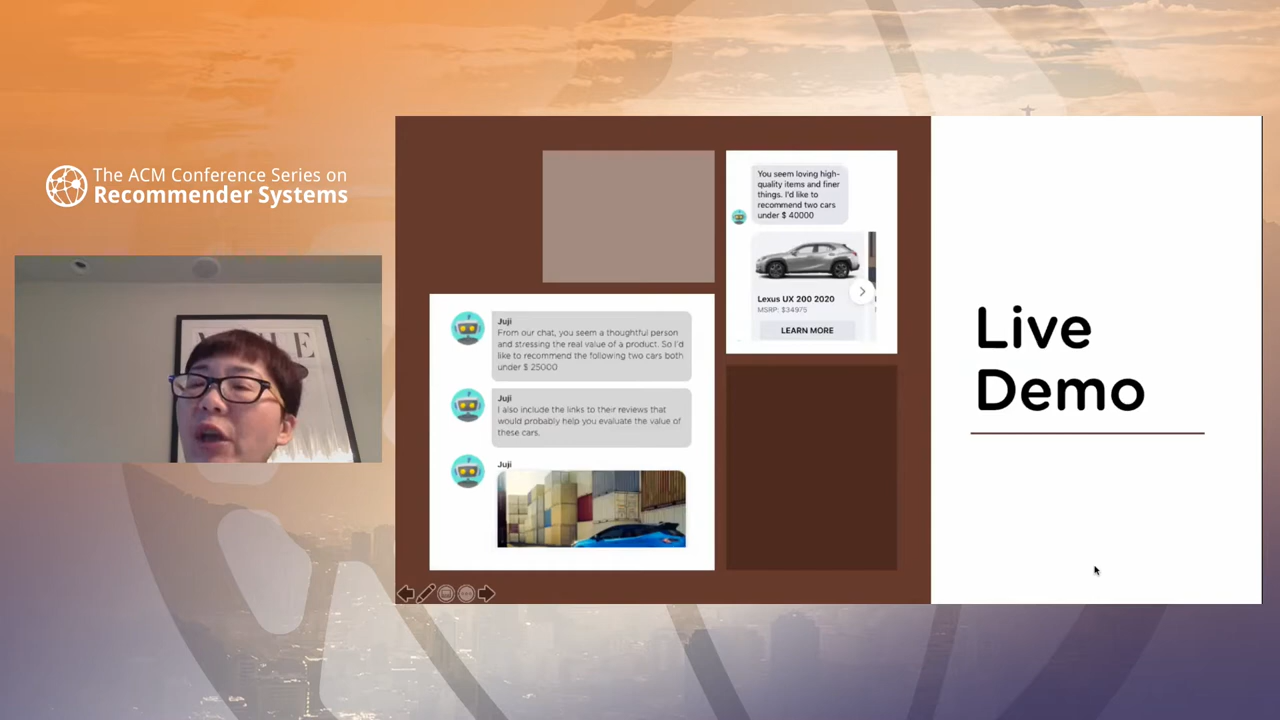 The ACM Conference Series on
Recommender Systems
VOGUE
You seem loving high-
quality items and finer
things. I'd like to
recommend two cars
under $ 40000
Lexus UX 200 2020
MSRP: $34975
LEARN MORE
Juji
From our chat, you seem a thoughtful person
and stressing the real value of a product. So I'd
like to recommend the following two cars both
under $ 25000
Juji
I also include the links to their reviews that
would probably help you evaluate the value of
these cars.
Juji
Live
Demo